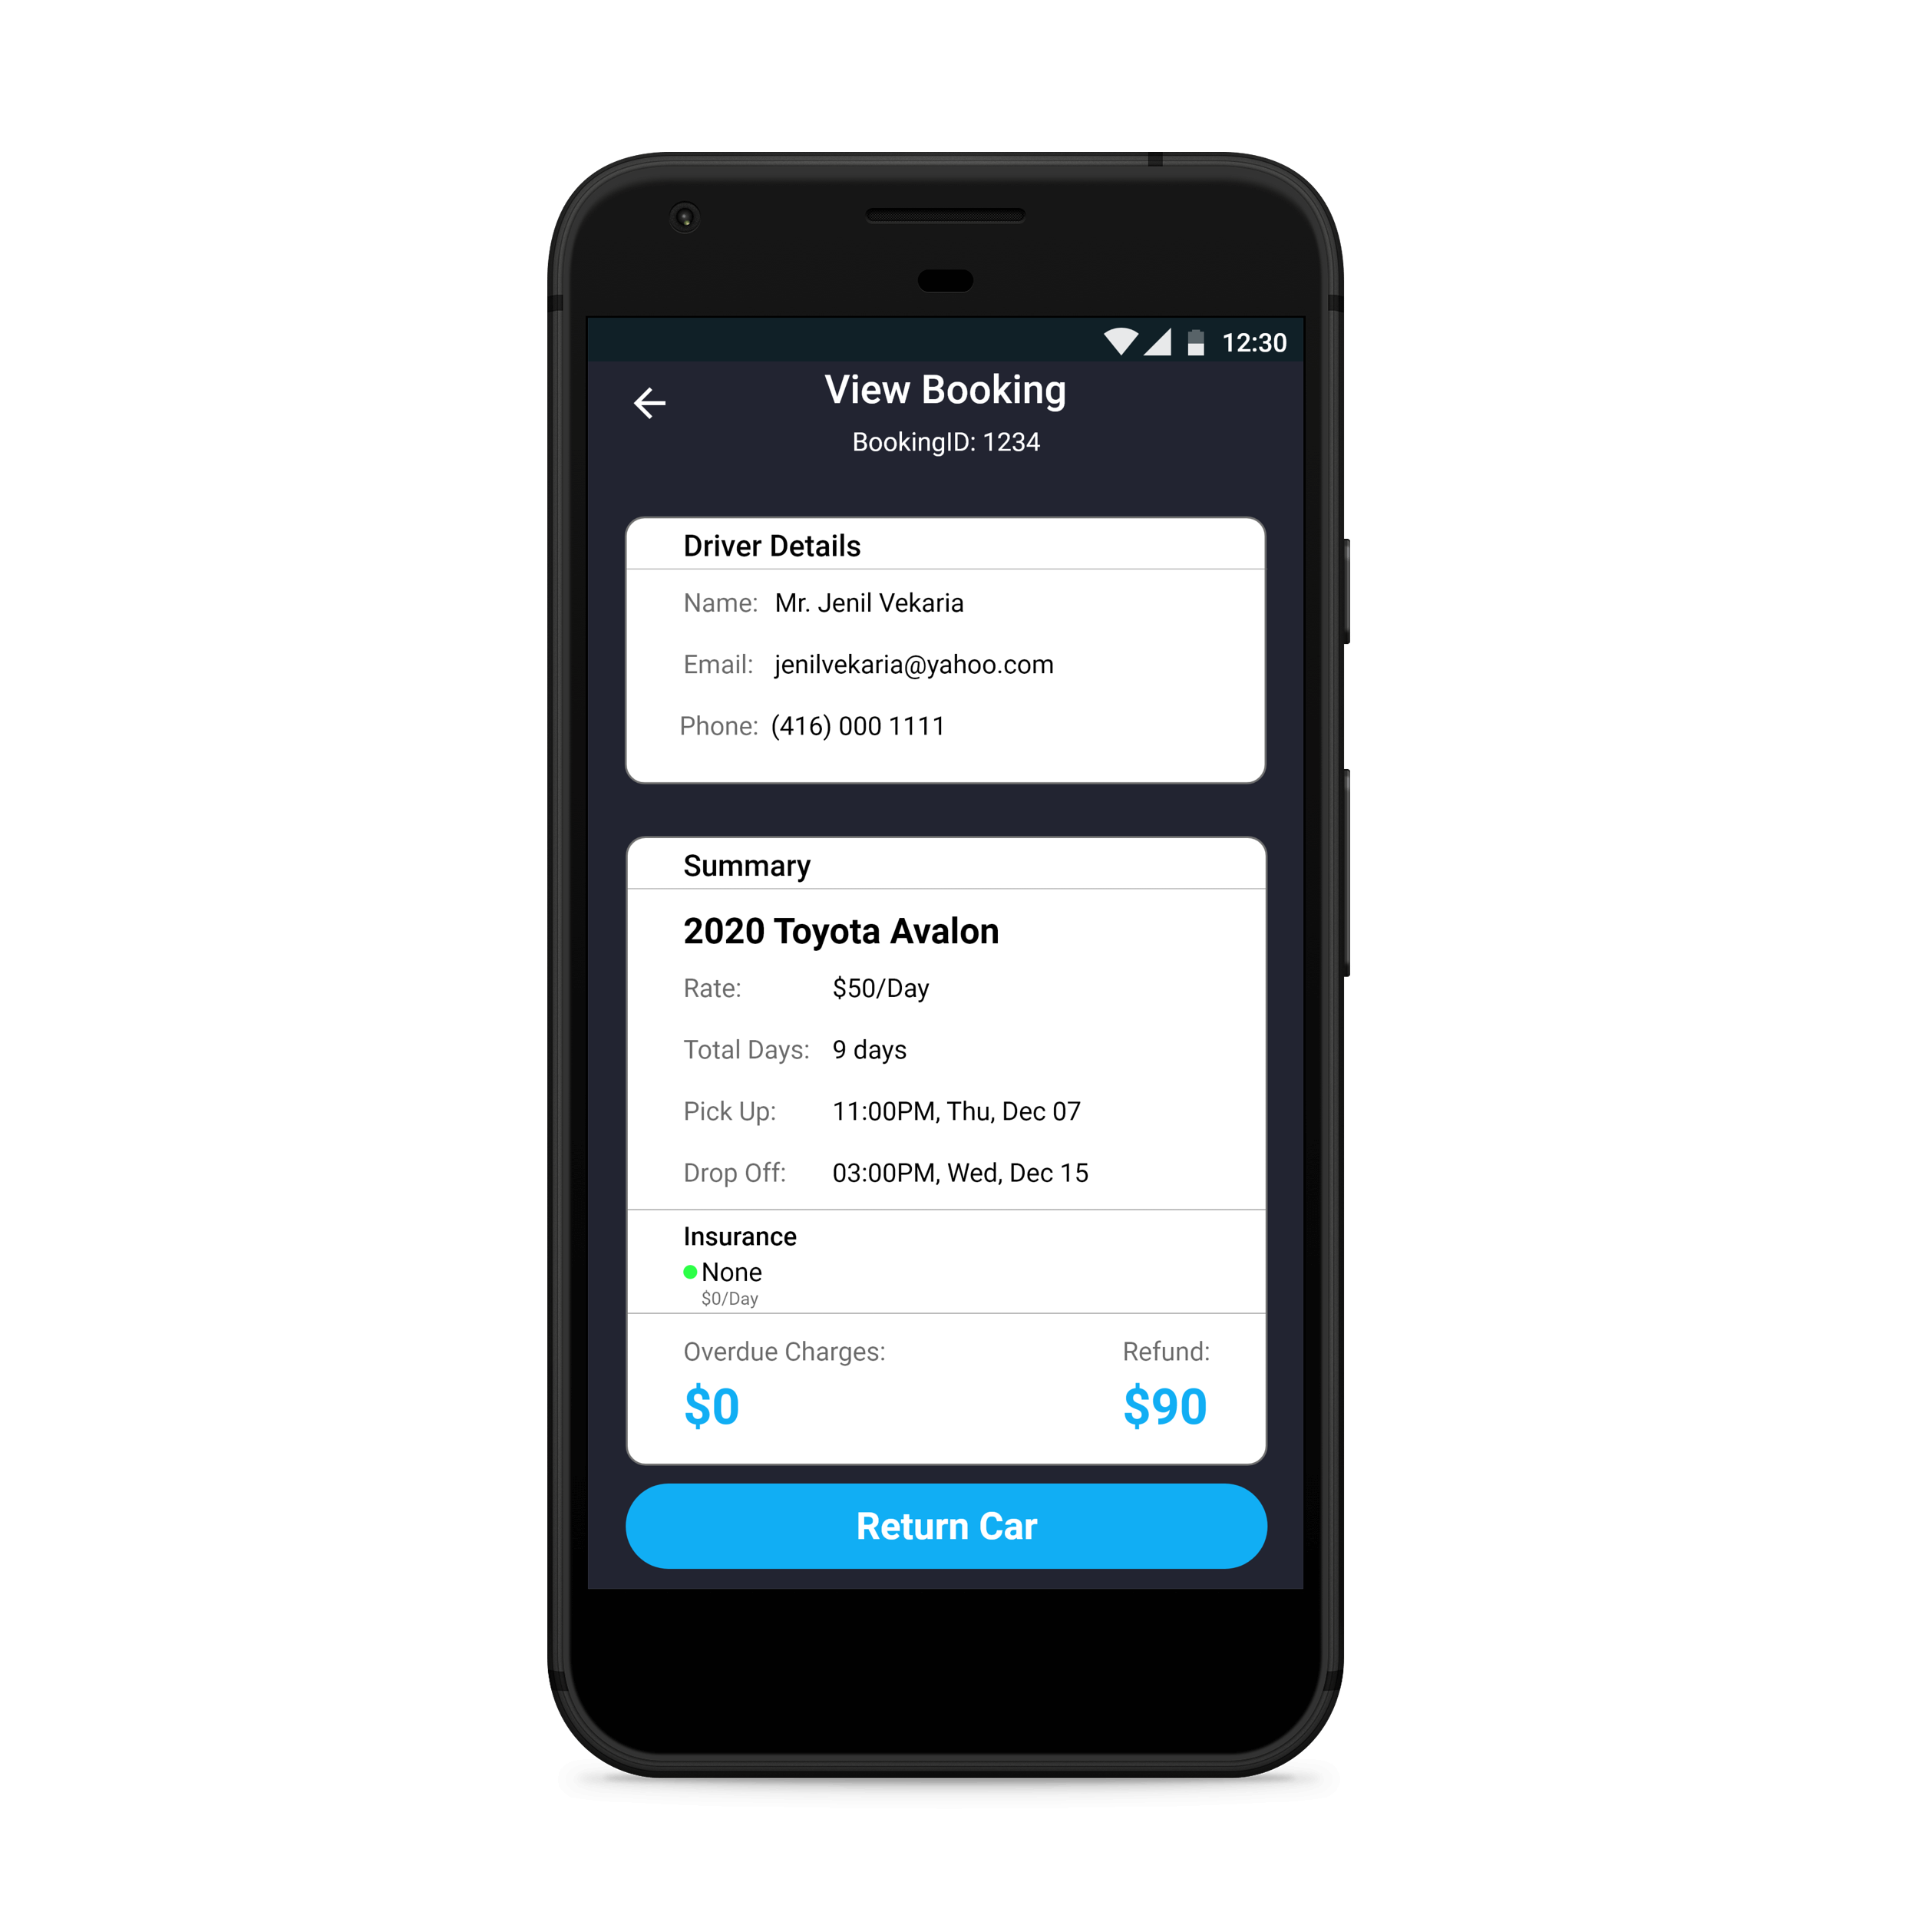 12:30
View Booking
BookingID: 1234
Driver Details
Name: Mr. Jenil Vekaria
Email: jenilvekaria@yahoo.com
Phone: (416) 000 1111
Summary
2020 Toyota Avalon
Rate: $50/Day
Total Days: 9 days
Pick Up: 11:00PM, Thu, Dec 07
Drop Off: 03:00PM, Wed, Dec 15
Insurance
None
$0/Day
Overdue Charges: Refund:
$0 $90
Return Car